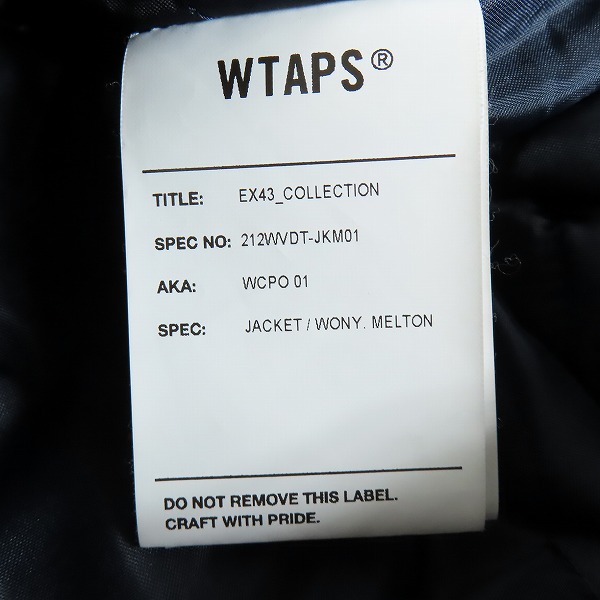 WTAPS®
TITLE: EX43_COLLECTION
SPEC NO: 212WVDT-JKM01
AKA: WCPO 01
SPEC: JACKET / WONY. MELTON
DO NOT REMOVE THIS LABEL.
CRAFT WITH PRIDE.